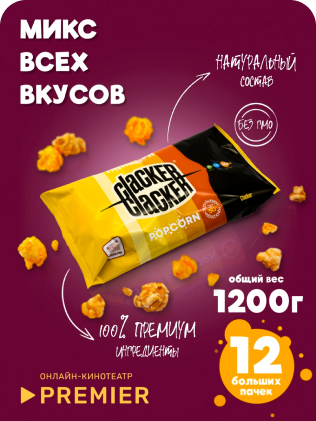 МИКС
ВСЕХ
ВКУСОВ
НАТУРАЛЬНЫЙ
СОСТАВ
БЕЗ ГМО
CLACKER
CLACKER
POPCORN
общий вес
1200г
100% ПРЕМИУМ
ИНГРЕДИЕНТЫ
12
больших
пачек
ОНЛАЙН-КИНОТЕАТР
PREMIER